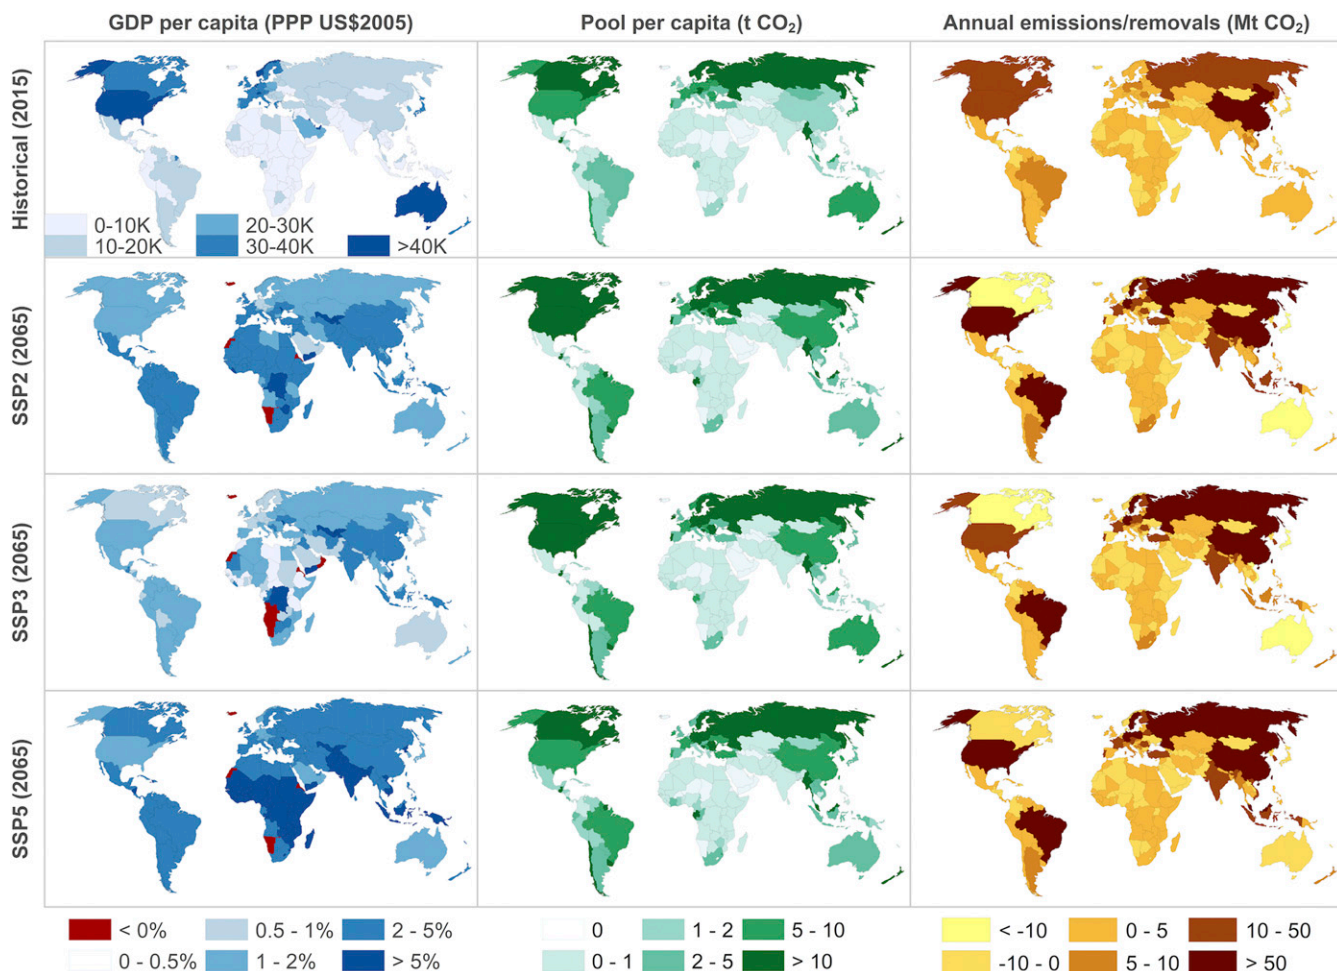 GDP per capita (PPP US$2005)
Pool per capita (t CO₂)
Annual emissions/removals (Mt CO₂)
Historical (2015)
0-10K
20-30K
10-20K
30-40K
>40K
SSP2 (2065)
SSP3 (2065)
SSP5 (2065)
< 0%
0.5 - 1%
2 - 5%
0 - 0.5%
1 - 2%
> 5%
0
1 - 2
5 - 10
0 - 1
2 - 5
> 10
< -10
0 - 5
10 - 50
-10 - 0
5 - 10
> 50